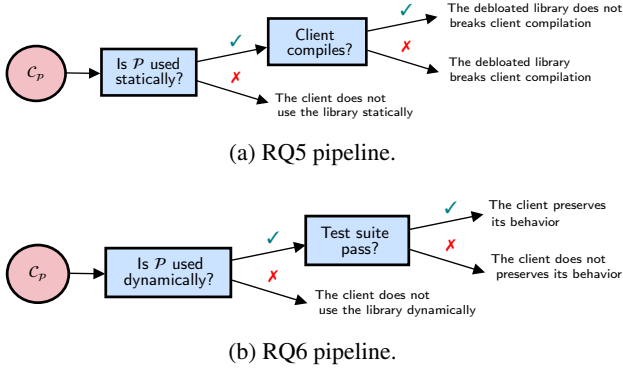 𝒞𝒫
Is 𝒫 used
statically?
✓
✗
Client
compiles?
✓
✗
The debloated library does not
breaks client compilation
The debloated library
breaks client compilation
The client does not
use the library statically
(a) RQ5 pipeline.
𝒞𝒫
Is 𝒫 used
dynamically?
✓
✗
Test suite
pass?
✓
✗
The client preserves
its behavior
The client does not
preserves its behavior
The client does not
use the library dynamically
(b) RQ6 pipeline.